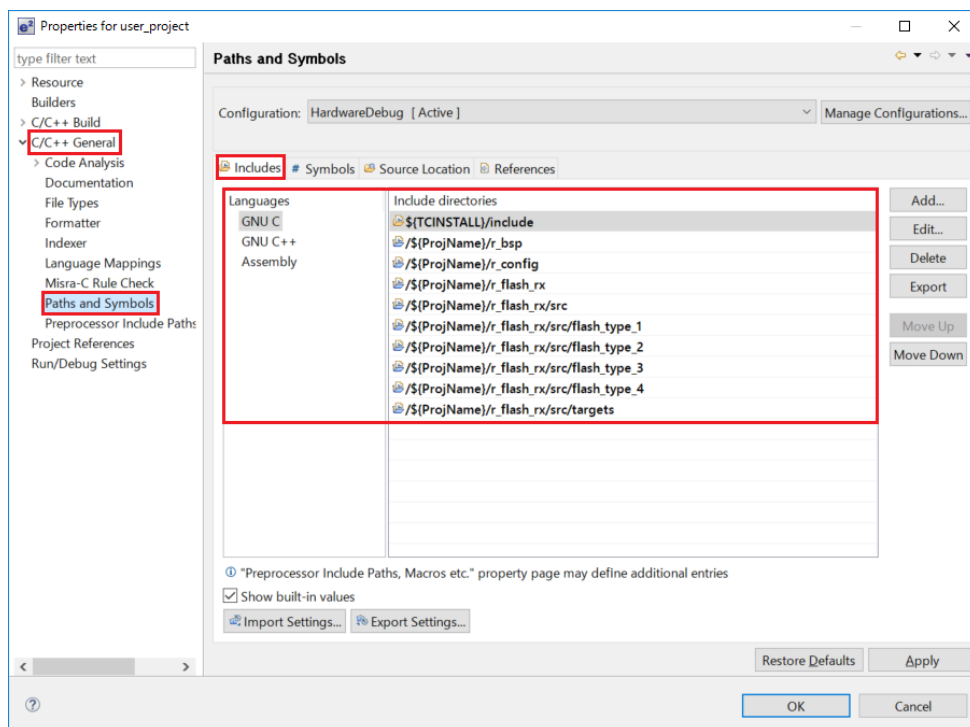 e² Properties for user_project
type filter text
Resource
Builders
C/C++ Build
C/C++ General
Code Analysis
Documentation
File Types
Formatter
Indexer
Language Mappings
Misra-C Rule Check
Paths and Symbols
Preprocessor Include Paths
Project References
Run/Debug Settings
Paths and Symbols
Configuration: HardwareDebug [ Active ]
Manage Configurations...
Includes # Symbols Source Location References
Languages
GNU C
GNU C++
Assembly
Include directories
${TCINSTALL}/include
/${ProjName}/r_bsp
/${ProjName}/r_config
/${ProjName}/r_flash_rx
/${ProjName}/r_flash_rx/src
/${ProjName}/r_flash_rx/src/flash_type_1
/${ProjName}/r_flash_rx/src/flash_type_2
/${ProjName}/r_flash_rx/src/flash_type_3
/${ProjName}/r_flash_rx/src/flash_type_4
/${ProjName}/r_flash_rx/src/targets
Add...
Edit...
Delete
Export
Move Up
Move Down
"Preprocessor Include Paths, Macros etc." property page may define additional entries
Show built-in values
Import Settings... Export Settings...
Restore Defaults Apply
? OK Cancel